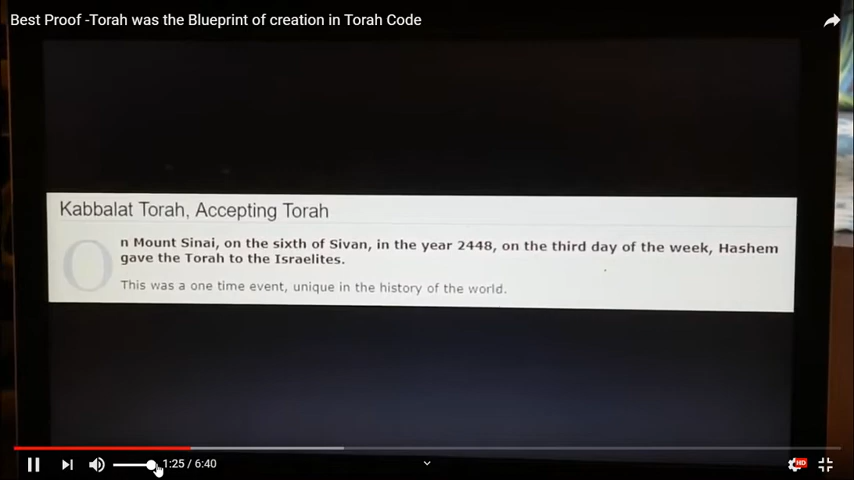 Best Proof -Torah was the Blueprint of creation in Torah Code
Kabbalat Torah, Accepting Torah
On Mount Sinai, on the sixth of Sivan, in the year 2448, on the third day of the week, Hashem
gave the Torah to the Israelites.
This was a one time event, unique in the history of the world.
1:25 / 6:40
HD